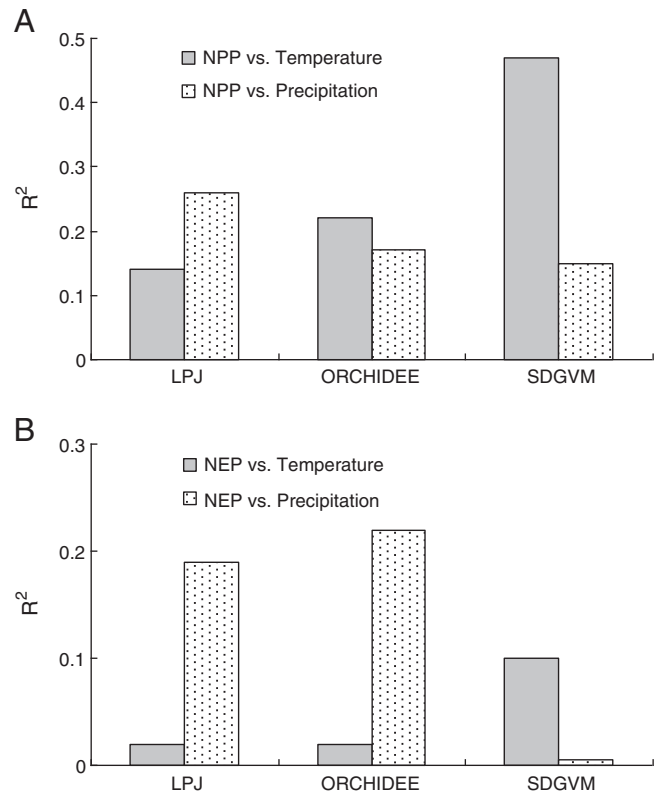 A
0.5
0.4
0.3
0.2
0.1
0
R²
NPP vs. Temperature
NPP vs. Precipitation
LPJ ORCHIDEE SDGVM
B
0.3
0.2
0.1
0
R²
NEP vs. Temperature
NEP vs. Precipitation
LPJ ORCHIDEE SDGVM